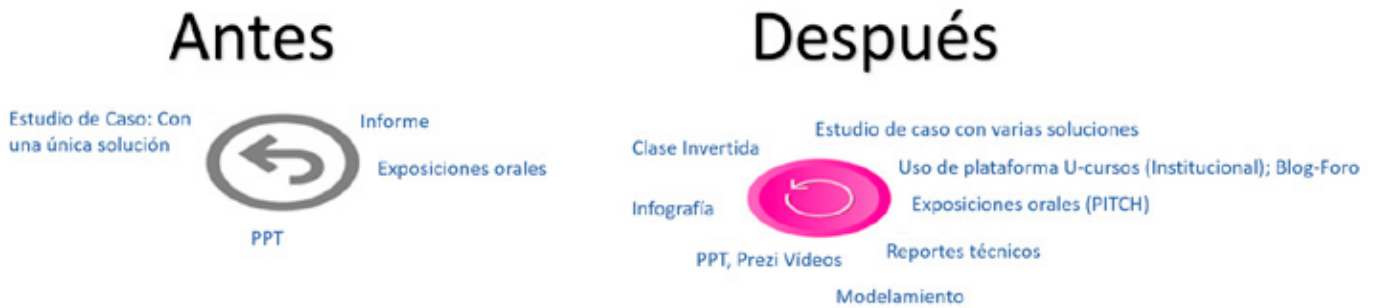 Antes
Estudio de Caso: Con
una única solución
Informe
Exposiciones orales
PPT
Después
Estudio de caso con varias soluciones
Clase Invertida
Uso de plataforma U-cursos (Institucional); Blog-Foro
Infografía
Exposiciones orales (PITCH)
Reportes técnicos
PPT, Prezi Vídeos
Modelamiento